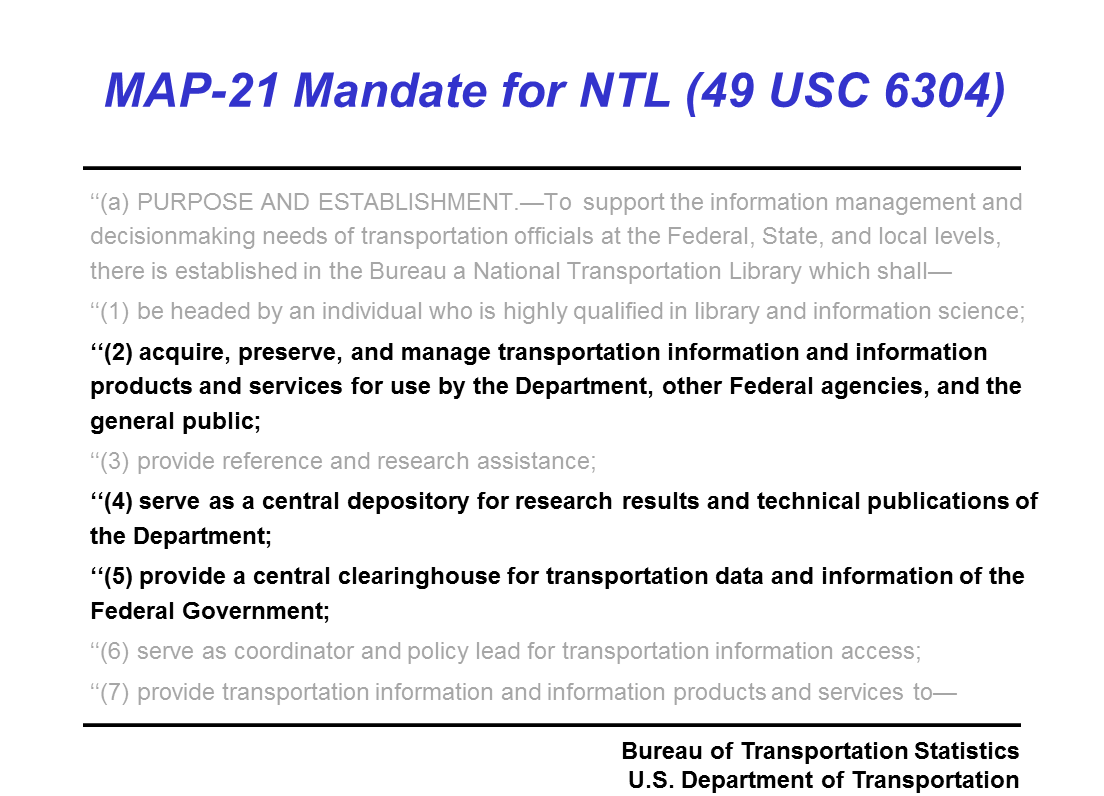 MAP-21 Mandate for NTL (49 USC 6304)
‘‘(a) PURPOSE AND ESTABLISHMENT.—To support the information management and
decisionmaking needs of transportation officials at the Federal, State, and local levels,
there is established in the Bureau a National Transportation Library which shall—
‘‘(1) be headed by an individual who is highly qualified in library and information science;
‘‘(2) acquire, preserve, and manage transportation information and information
products and services for use by the Department, other Federal agencies, and the
general public;
‘‘(3) provide reference and research assistance;
‘‘(4) serve as a central depository for research results and technical publications of
the Department;
‘‘(5) provide a central clearinghouse for transportation data and information of the
Federal Government;
‘‘(6) serve as coordinator and policy lead for transportation information access;
‘‘(7) provide transportation information and information products and services to—
Bureau of Transportation Statistics
U.S. Department of Transportation